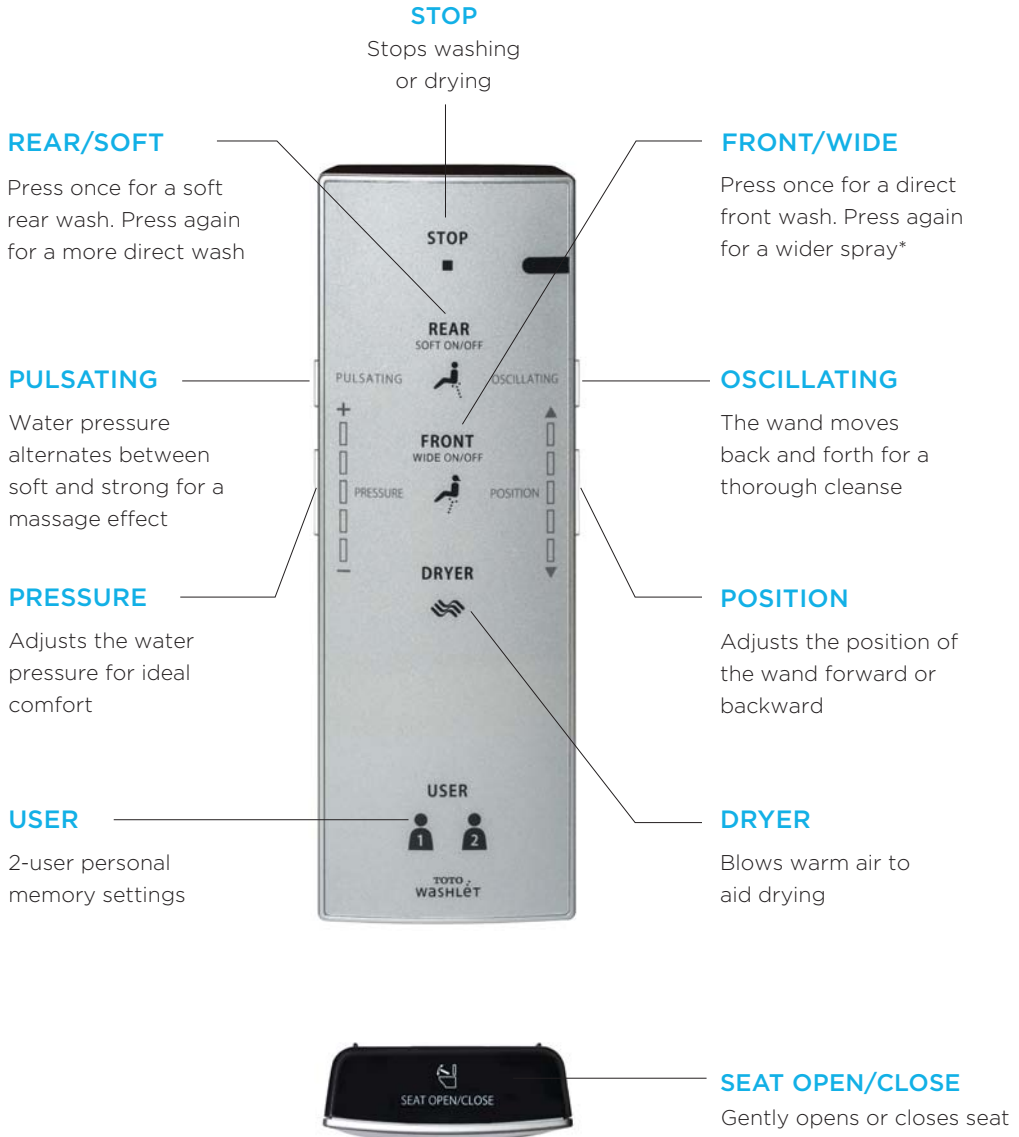 STOP
Stops washing
or drying
REAR/SOFT
Press once for a soft
rear wash. Press again
for a more direct wash
FRONT/WIDE
Press once for a direct
front wash. Press again
for a wider spray*
STOP
REAR
SOFT ON/OFF
PULSATING
OSCILLATING
PULSATING
Water pressure
alternates between
soft and strong for a
massage effect
OSCILLATING
The wand moves
back and forth for a
thorough cleanse
+
FRONT
WIDE ON/OFF
PRESSURE
POSITION
−
DRYER
PRESSURE
Adjusts the water
pressure for ideal
comfort
POSITION
Adjusts the position of
the wand forward or
backward
USER
1 2
TOTO
WASHLET
USER
2-user personal
memory settings
DRYER
Blows warm air to
aid drying
SEAT OPEN/CLOSE
SEAT OPEN/CLOSE
Gently opens or closes seat